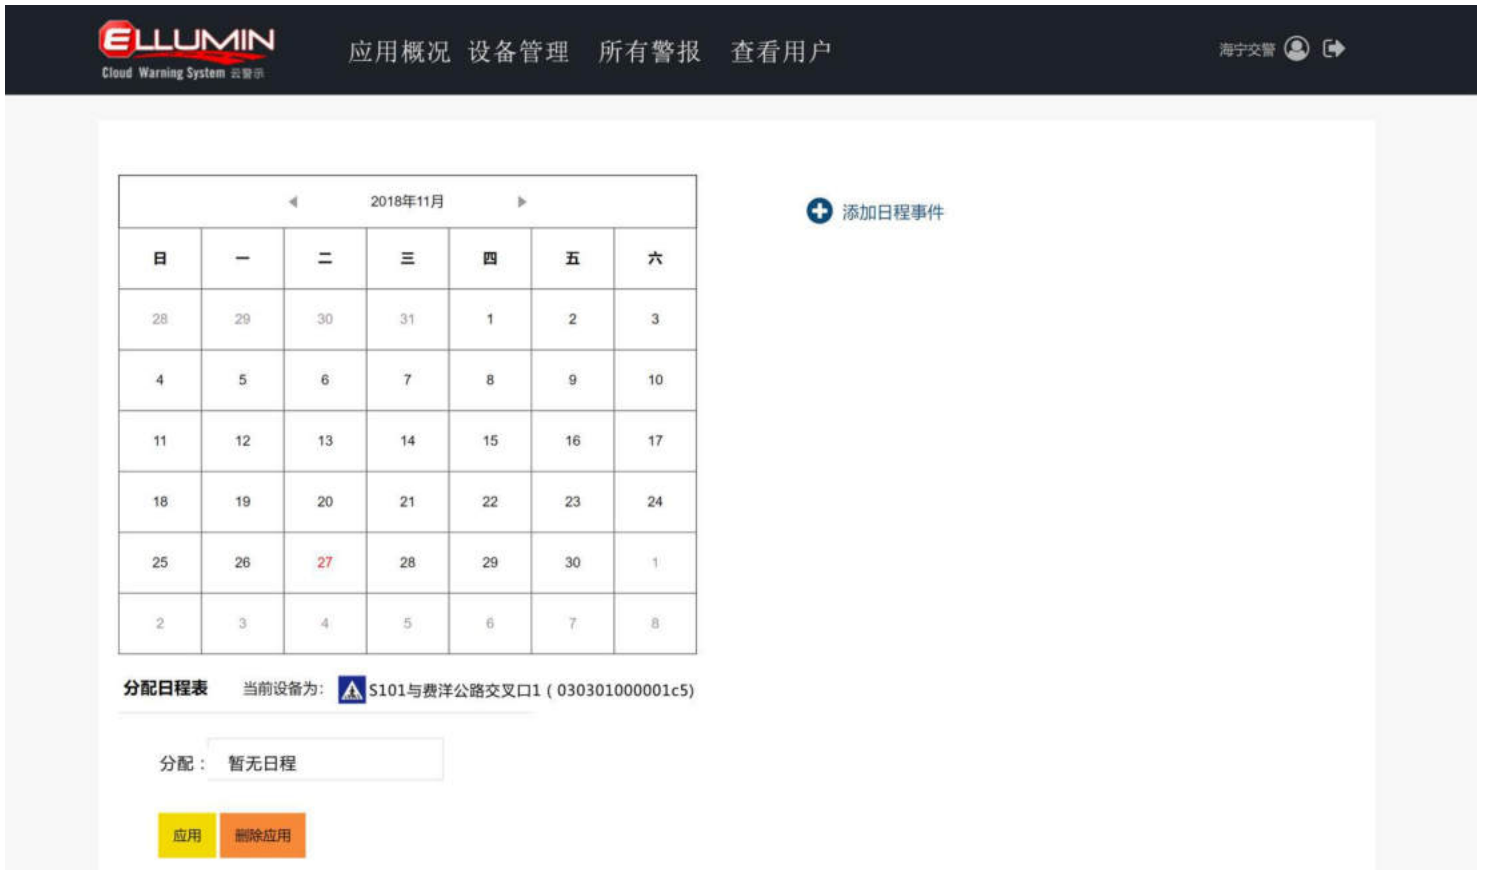 ELLUMIN
Cloud Warning System 云警示
应用概况 设备管理 所有警报 查看用户
海宁交警
2018年11月
添加日程事件
日 一 二 三 四 五 六
28 29 30 31 1 2 3
4 5 6 7 8 9 10
11 12 13 14 15 16 17
18 19 20 21 22 23 24
25 26 27 28 29 30 1
2 3 4 5 6 7 8
分配日程表 当前设备为： S101与费洋公路交叉口1 ( 030301000001c5)
分配： 暂无日程
应用 删除应用